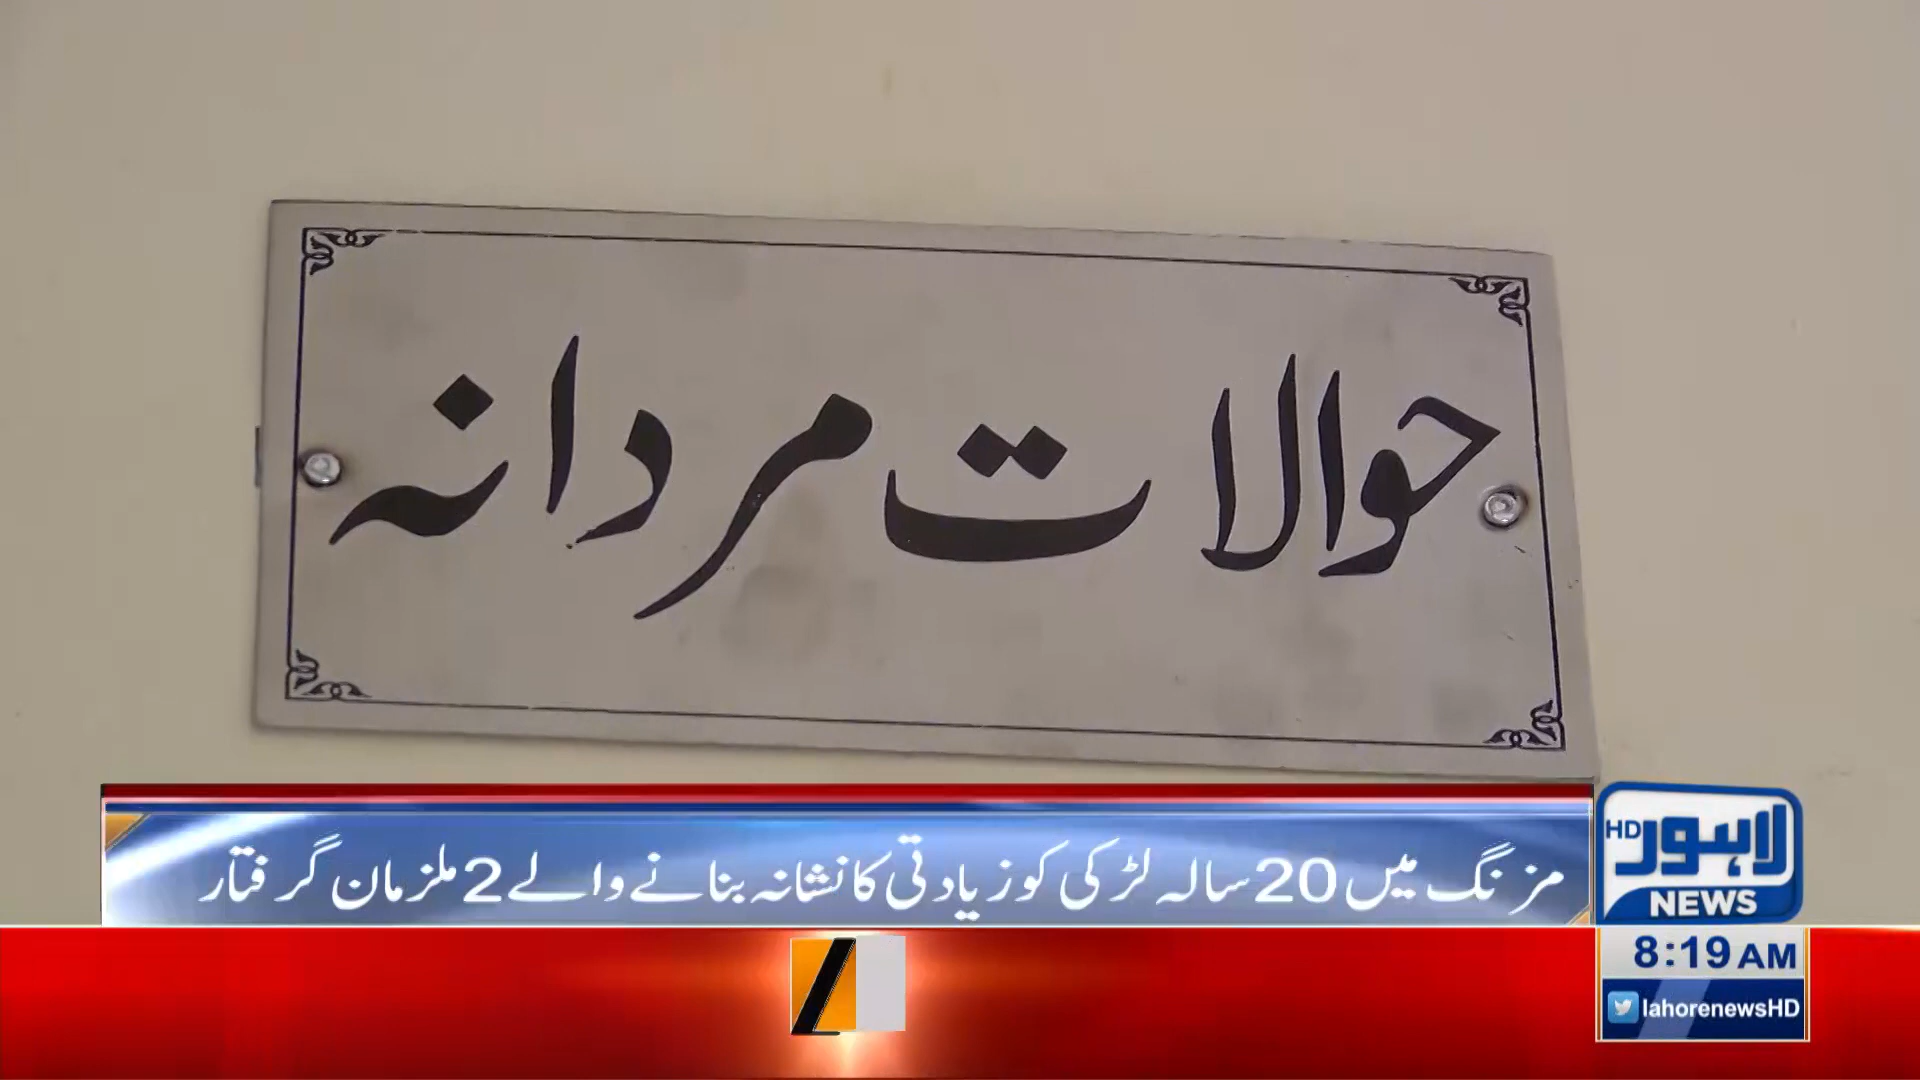 حوالات مردانہ
مزنگ میں 20 سالہ لڑکی کو زیادتی کا نشانہ بنانے والے 2 ملزمان گرفتار
لاہور HD
NEWS
8:19 AM
lahorenewsHD